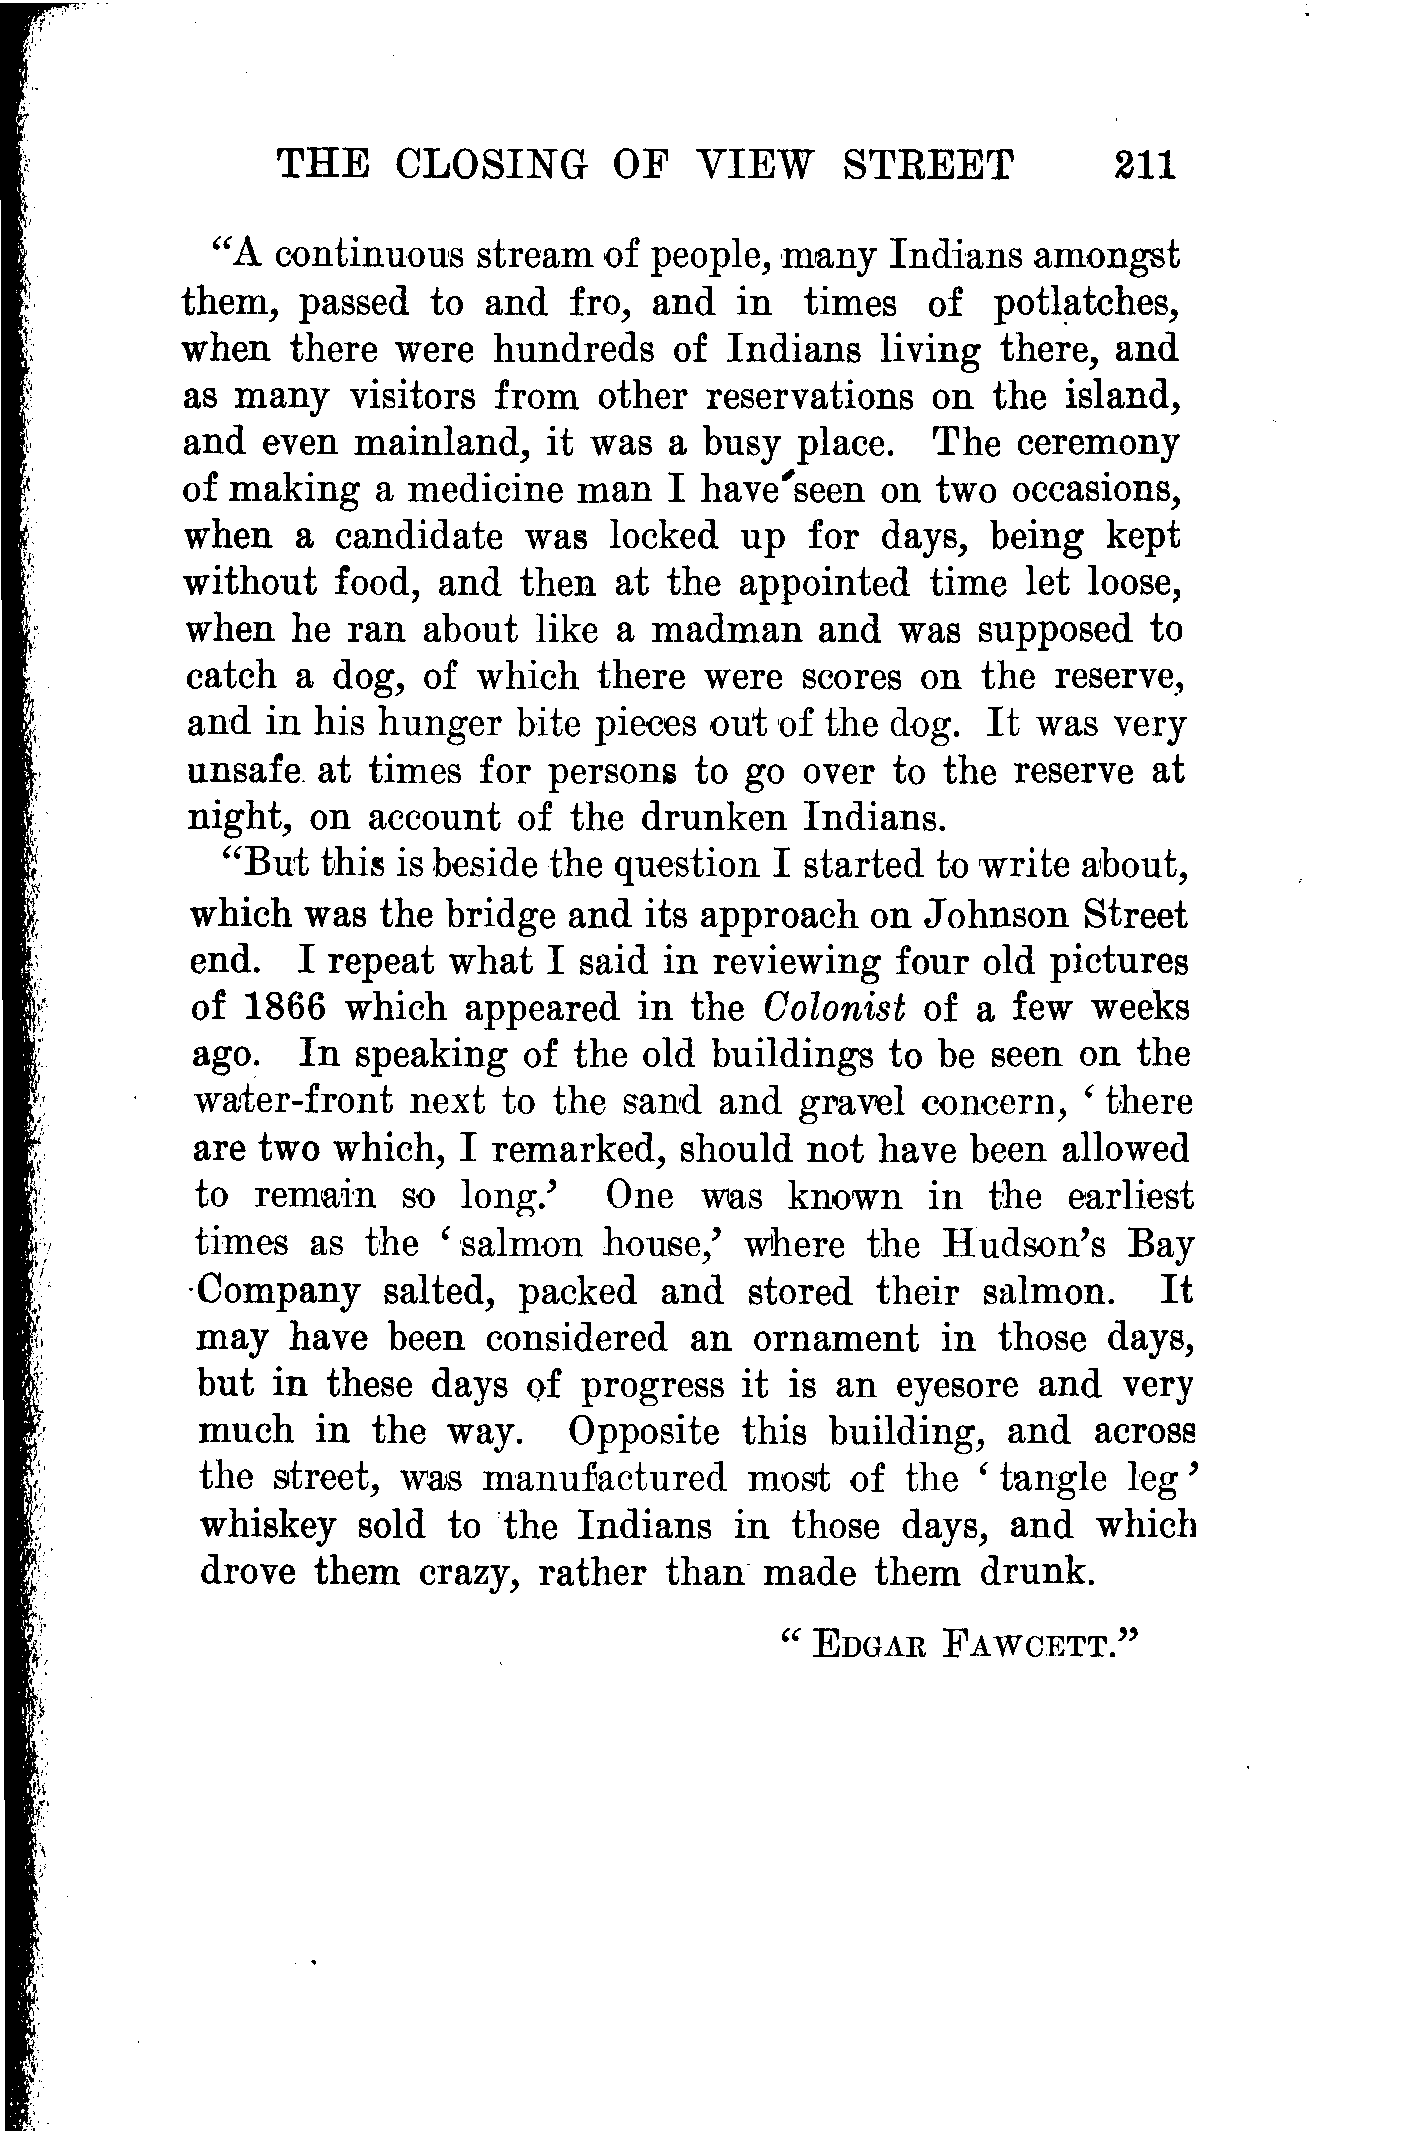 THE CLOSING OF VIEW STREET 211
"A continuous stream of people, many Indians amongst
them, passed to and fro, and in times of potlatches,
when there were hundreds of Indians living there, and
as many visitors from other reservations on the island,
and even mainland, it was a busy place. The ceremony
of making a medicine man I have seen on two occasions,
when a candidate was locked up for days, being kept
without food, and then at the appointed time let loose,
when he ran about like a madman and was supposed to
catch a dog, of which there were scores on the reserve,
and in his hunger bite pieces out of the dog. It was very
unsafe at times for persons to go over to the reserve at
night, on account of the drunken Indians.
"But this is beside the question I started to write about,
which was the bridge and its approach on Johnson Street
end. I repeat what I said in reviewing four old pictures
of 1866 which appeared in the Colonist of a few weeks
ago. In speaking of the old buildings to be seen on the
water-front next to the sand and gravel concern, ' there
are two which, I remarked, should not have been allowed
to remain so long.' One was known in the earliest
times as the ' salmon house,' where the Hudson's Bay
Company salted, packed and stored their salmon. It
may have been considered an ornament in those days,
but in these days of progress it is an eyesore and very
much in the way. Opposite this building, and across
the street, was manufactured most of the ' tangle leg '
whiskey sold to the Indians in those days, and which
drove them crazy, rather than made them drunk.
" EDGAR FAWCETT."